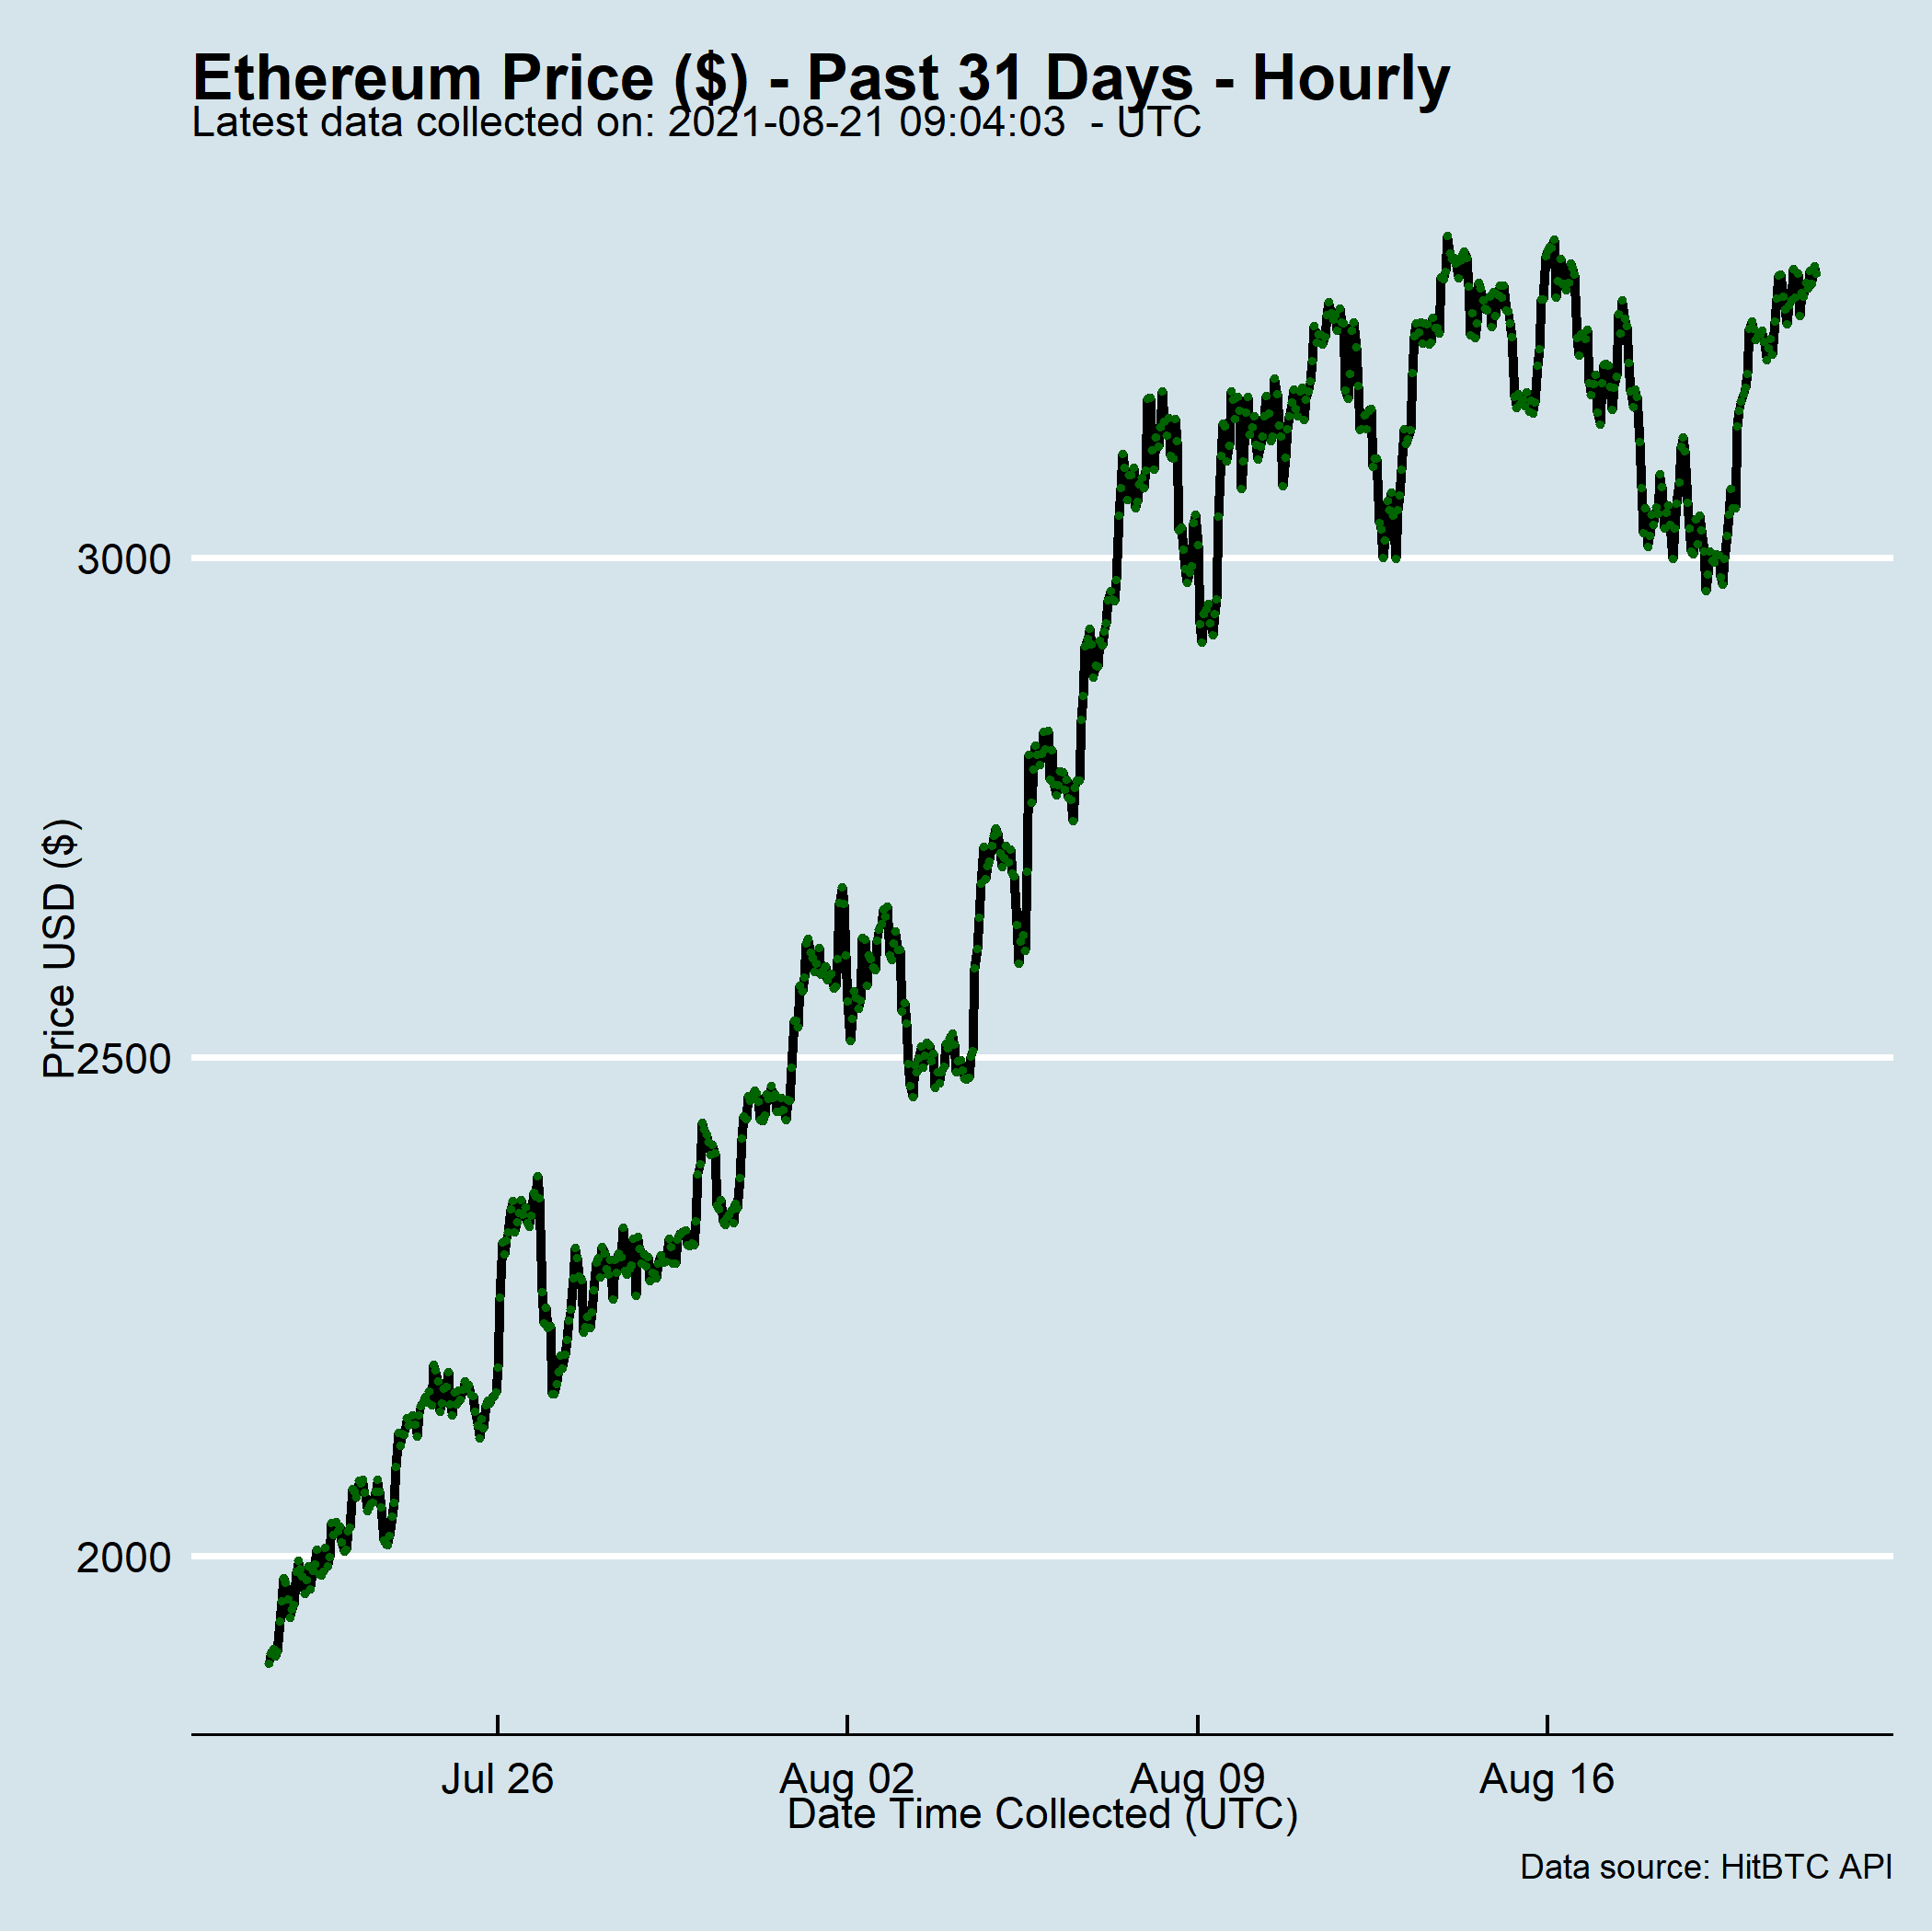 Ethereum Price ($) - Past 31 Days - Hourly
Latest data collected on: 2021-08-21 09:04:03  - UTC
Price USD ($)
3000
2500
2000
Jul 26
Aug 02
Aug 09
Aug 16
Date Time Collected (UTC)
Data source: HitBTC API